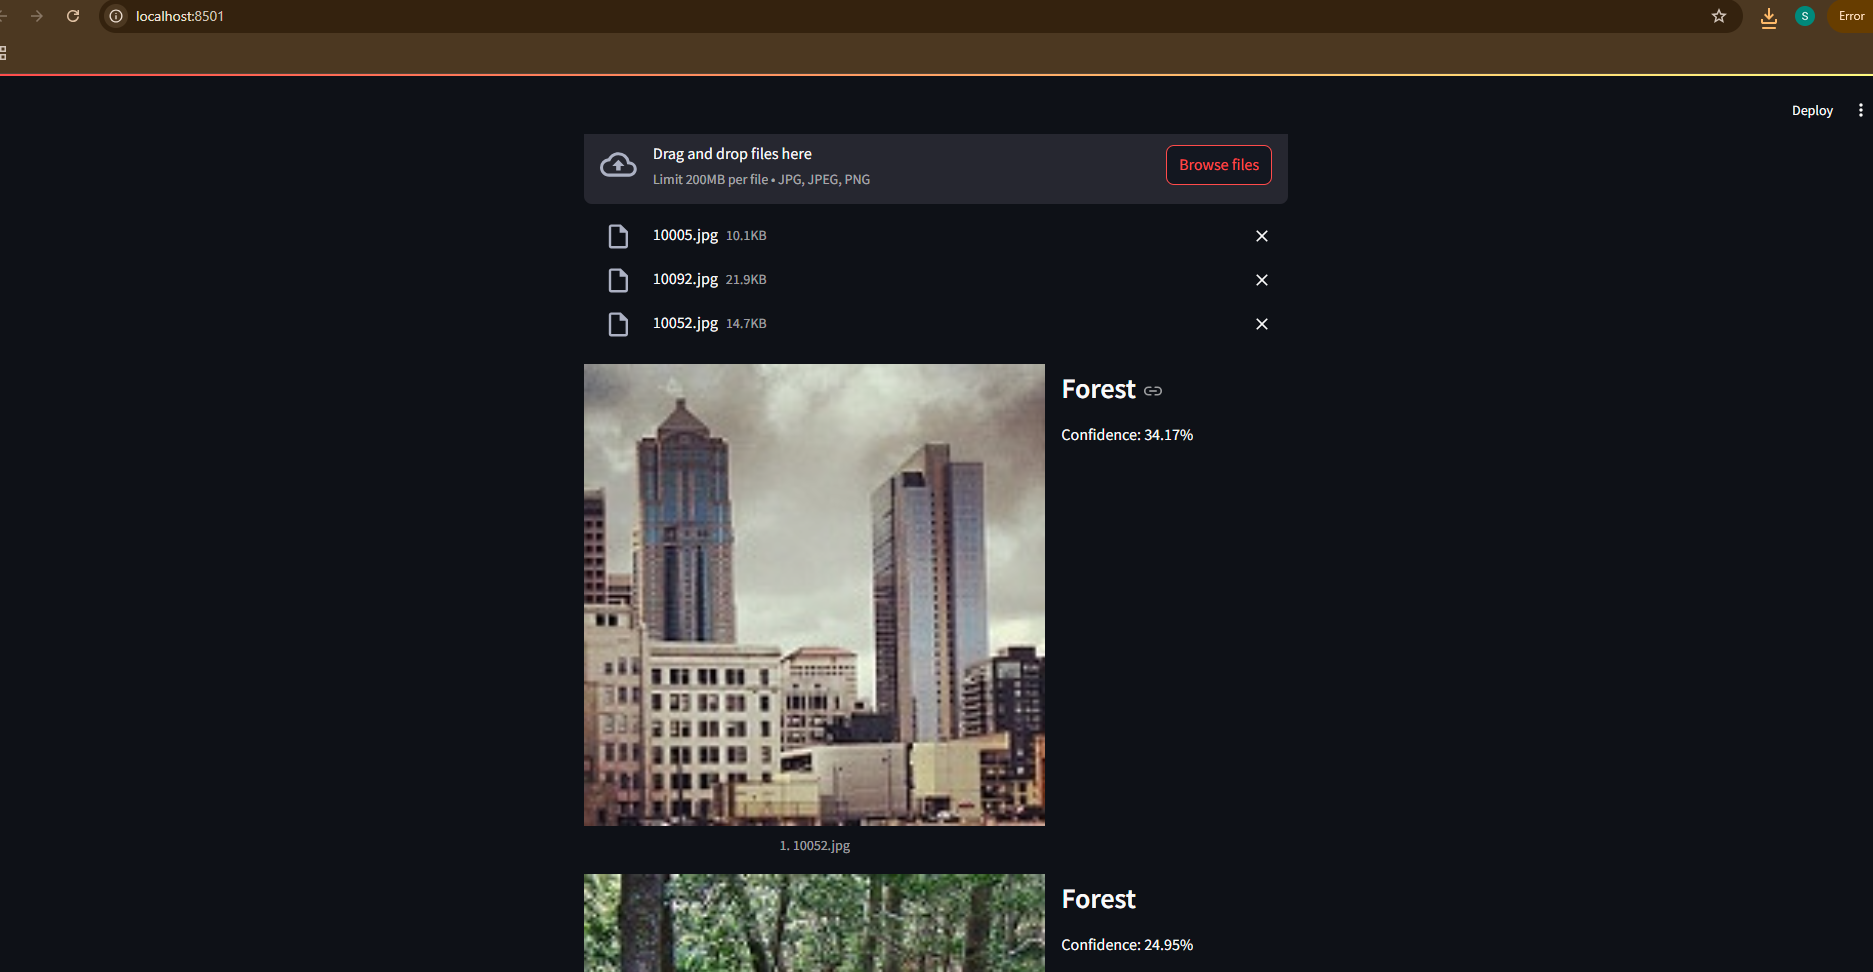 localhost:8501
S
Error
Deploy
Drag and drop files here
Limit 200MB per file • JPG, JPEG, PNG
Browse files
10005.jpg 10.1KB
10092.jpg 21.9KB
10052.jpg 14.7KB
Forest
Confidence: 34.17%
1. 10052.jpg
Forest
Confidence: 24.95%